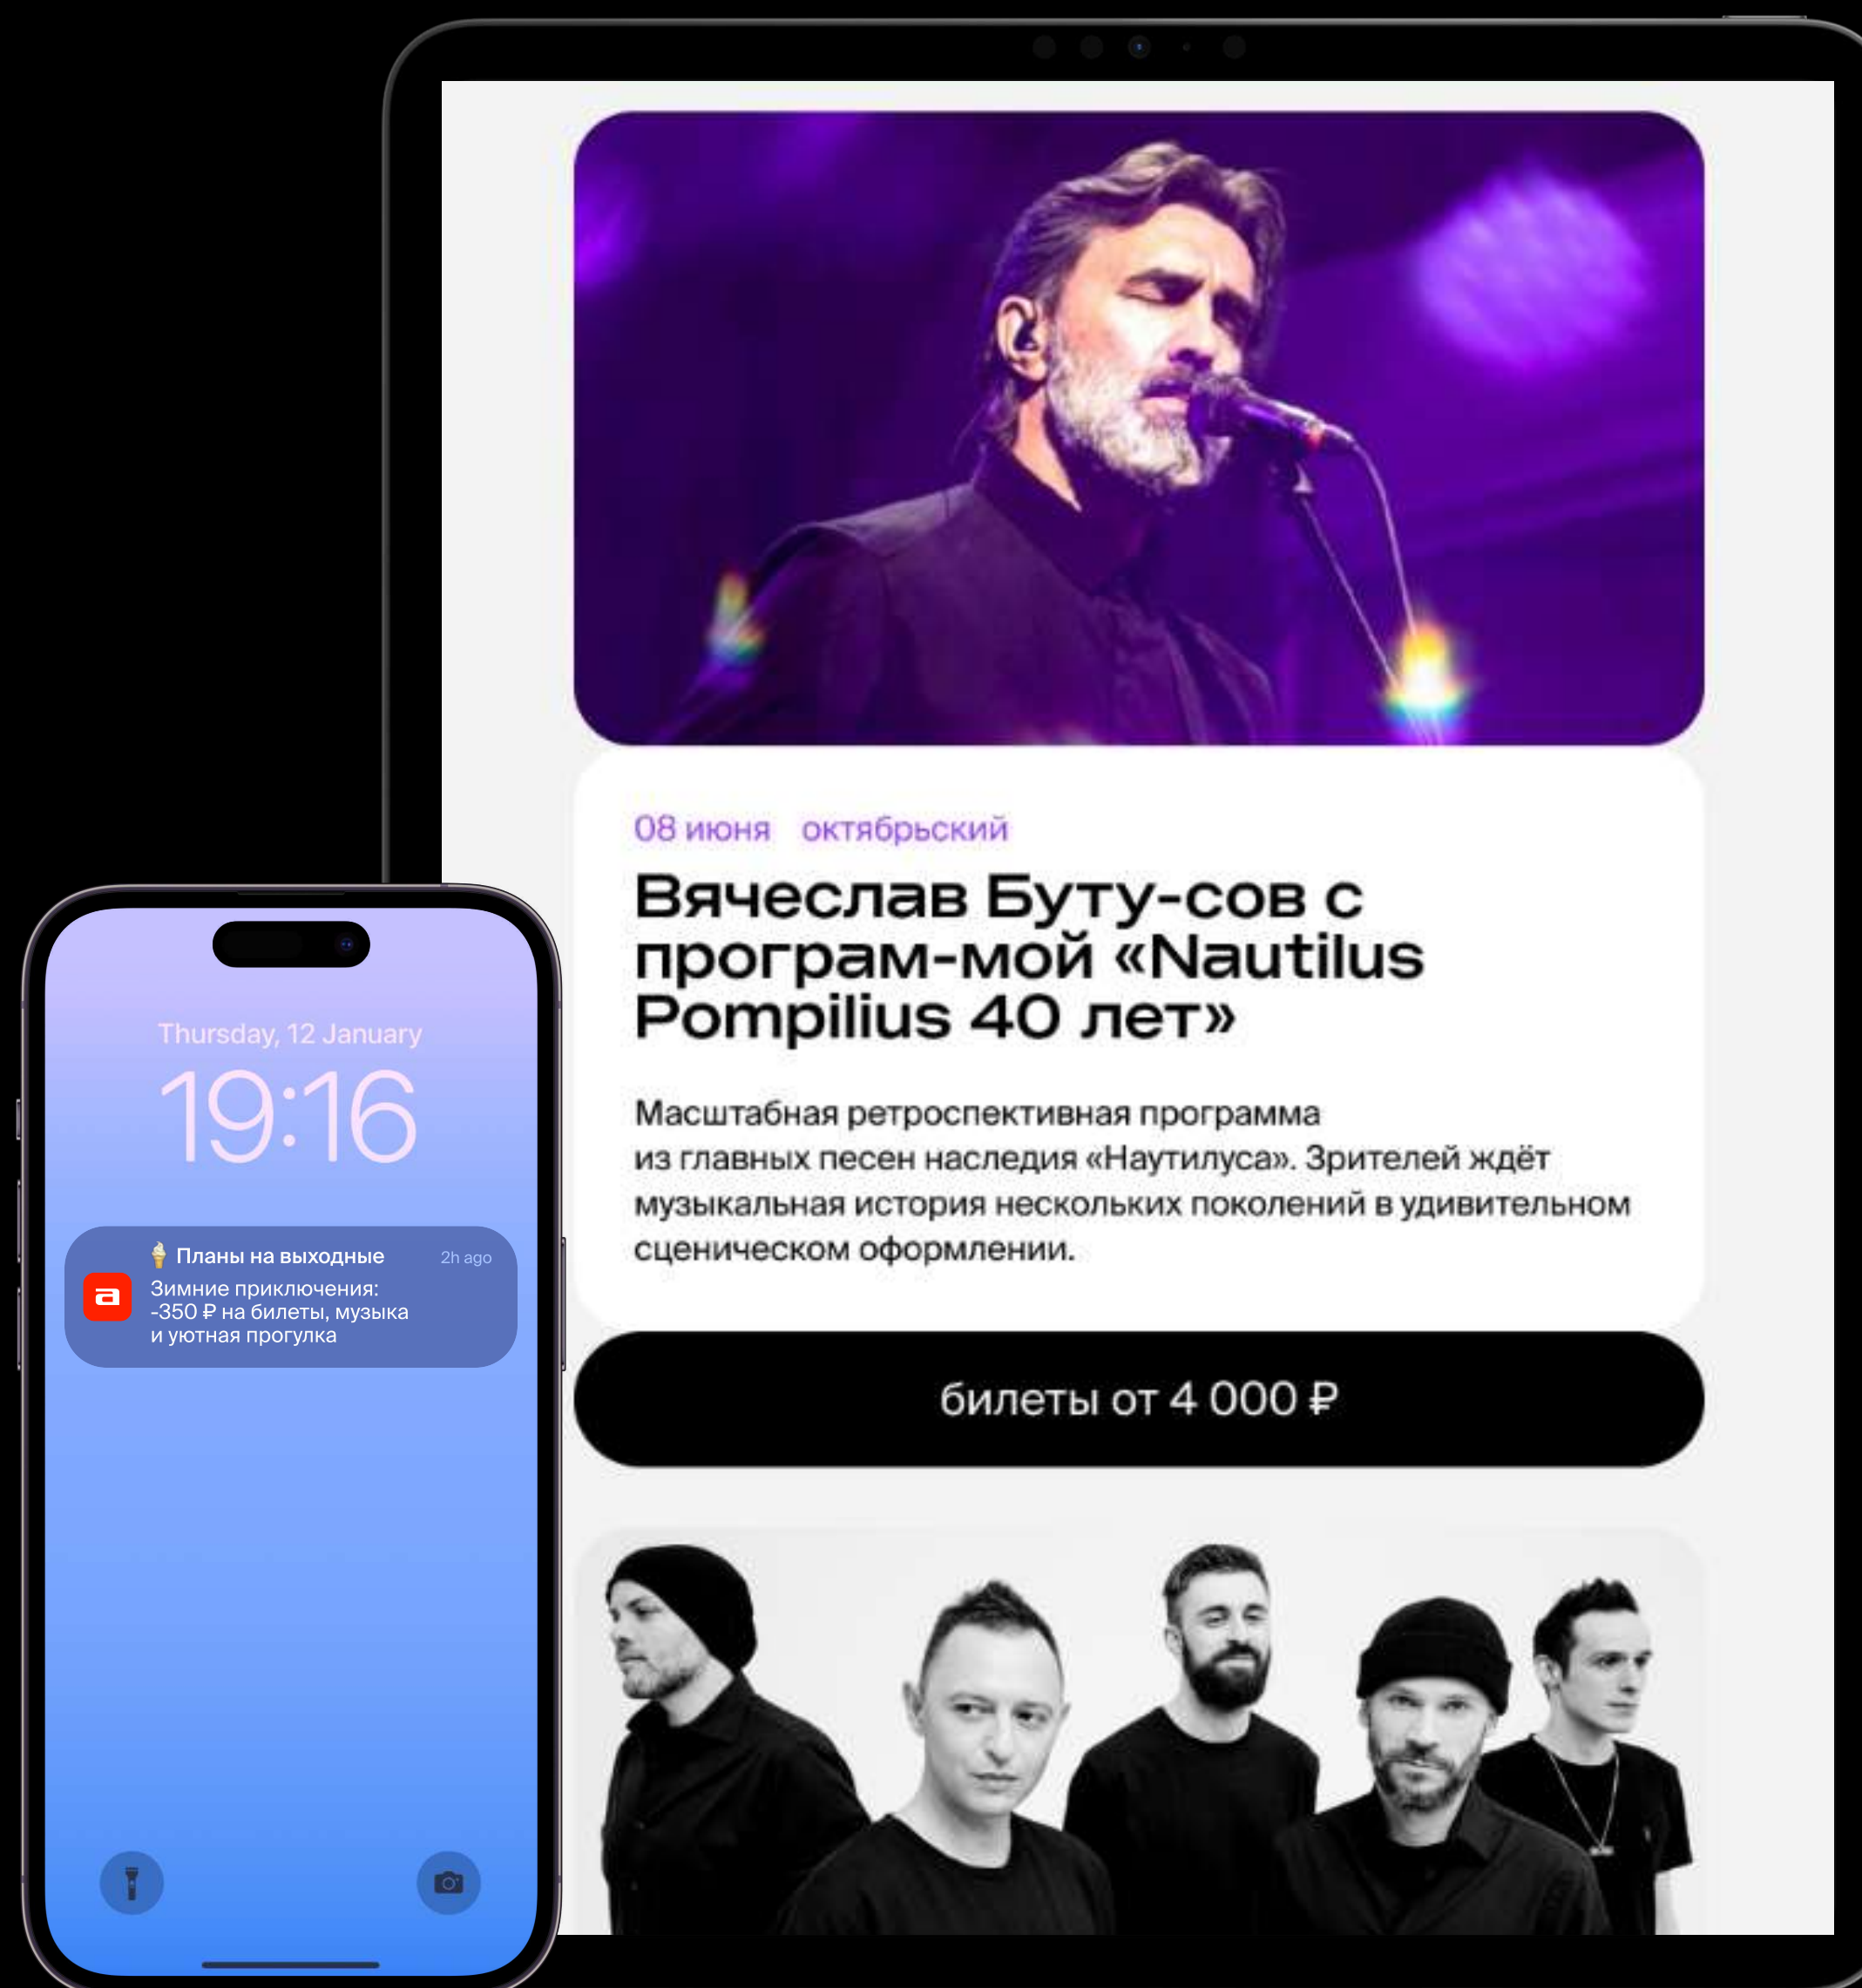 08 июня октябрьский
Вячеслав Буту-сов с
програм-мой «Nautilus
Pompilius 40 лет»
Масштабная ретроспективная программа
из главных песен наследия «Наутилуса». Зрителей ждёт
музыкальная история нескольких поколений в удивительном
сценическом оформлении.
билеты от 4 000 ₽
Thursday, 12 January
19:16
🍦 Планы на выходные 2h ago
a
Зимние приключения:
-350 ₽ на билеты, музыка
и уютная прогулка